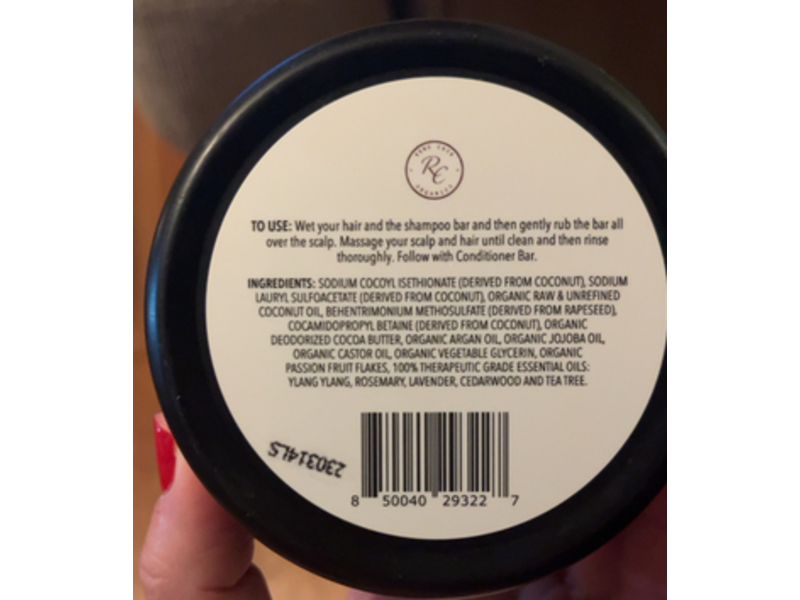 RC
ORGANICS
TO USE: Wet your hair and the shampoo bar and then gently rub the bar all
over the scalp. Massage your scalp and hair until clean and then rinse
thoroughly. Follow with Conditioner Bar.
INGREDIENTS: SODIUM COCOYL ISETHIONATE (DERIVED FROM COCONUT), SODIUM
LAURYL SULFOACETATE (DERIVED FROM COCONUT), ORGANIC RAW & UNREFINED
COCONUT OIL, BEHENTRIMONIUM METHOSULFATE (DERIVED FROM RAPESEED),
COCAMIDOPROPYL BETAINE (DERIVED FROM COCONUT), ORGANIC
DEODORIZED COCOA BUTTER, ORGANIC ARGAN OIL, ORGANIC JOJOBA OIL,
ORGANIC CASTOR OIL, ORGANIC VEGETABLE GLYCERIN, ORGANIC
PASSION FRUIT FLAKES, 100% THERAPEUTIC GRADE ESSENTIAL OILS:
YLANG YLANG, ROSEMARY, LAVENDER, CEDARWOOD AND TEA TREE.
230314LS
8 50040 29322 7